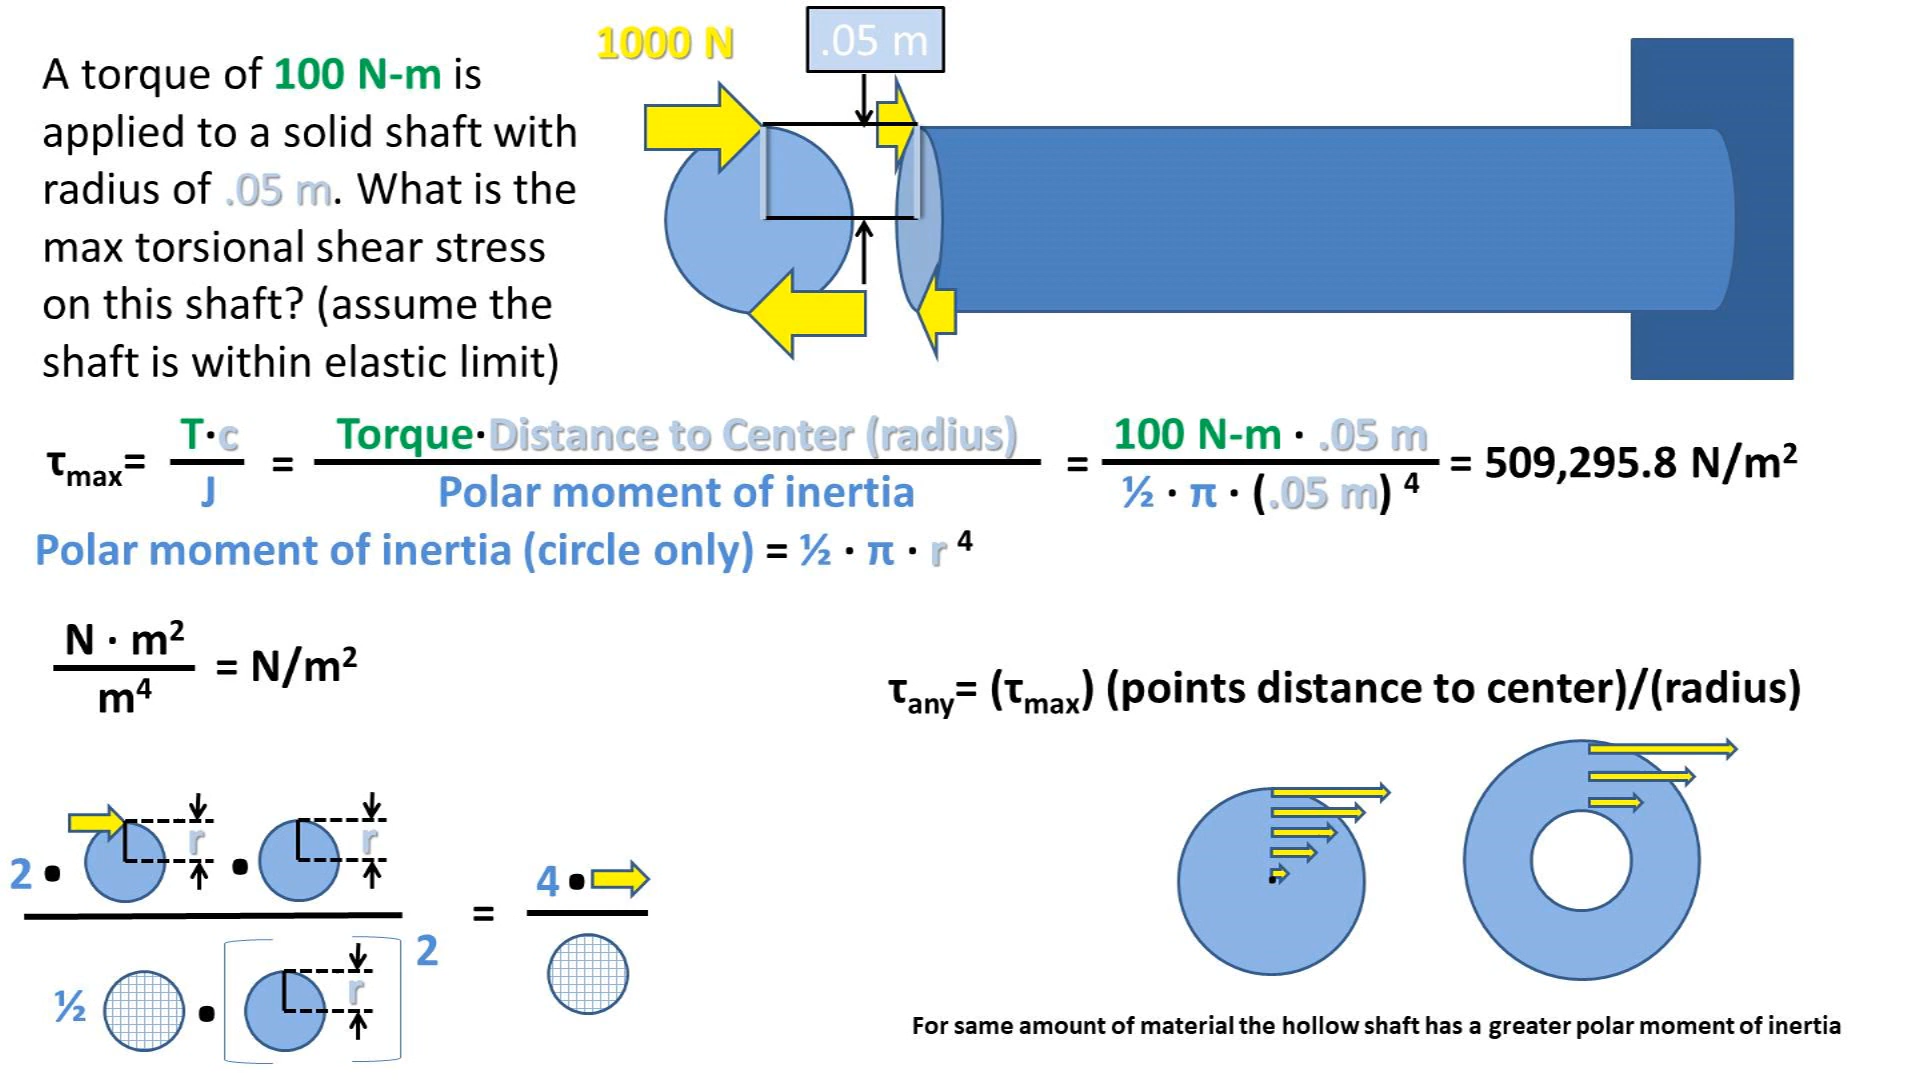 A torque of 100 N-m is
applied to a solid shaft with
radius of .05 m. What is the
max torsional shear stress
on this shaft? (assume the
shaft is within elastic limit)
1000 N
.05 m
τmax= T·c / J = Torque·Distance to Center (radius) / Polar moment of inertia = 100 N-m · .05 m / ½ · π · (.05 m) ⁴ = 509,295.8 N/m²
Polar moment of inertia (circle only) = ½ · π · r ⁴
N · m² / m⁴ = N/m²
τany= (τmax) (points distance to center)/(radius)
2 · r · r
½ · r 2
= 4 ·
For same amount of material the hollow shaft has a greater polar moment of inertia